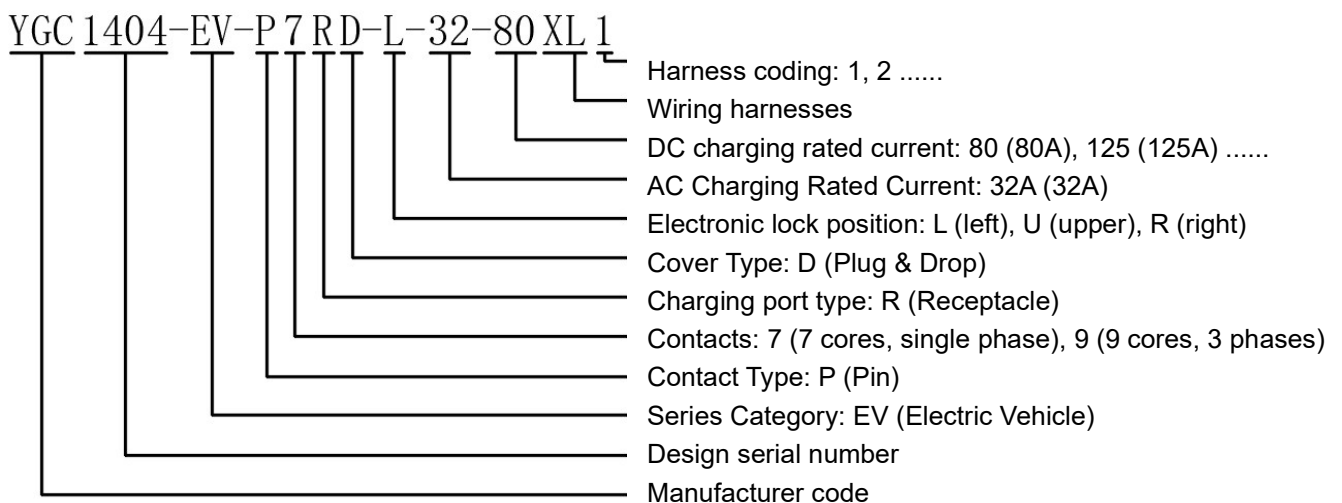 YGC1404-EV-P7RD-L-32-80XL1
Harness coding: 1, 2 ......
Wiring harnesses
DC charging rated current: 80 (80A), 125 (125A) ......
AC Charging Rated Current: 32A (32A)
Electronic lock position: L (left), U (upper), R (right)
Cover Type: D (Plug & Drop)
Charging port type: R (Receptacle)
Contacts: 7 (7 cores, single phase), 9 (9 cores, 3 phases)
Contact Type: P (Pin)
Series Category: EV (Electric Vehicle)
Design serial number
Manufacturer code